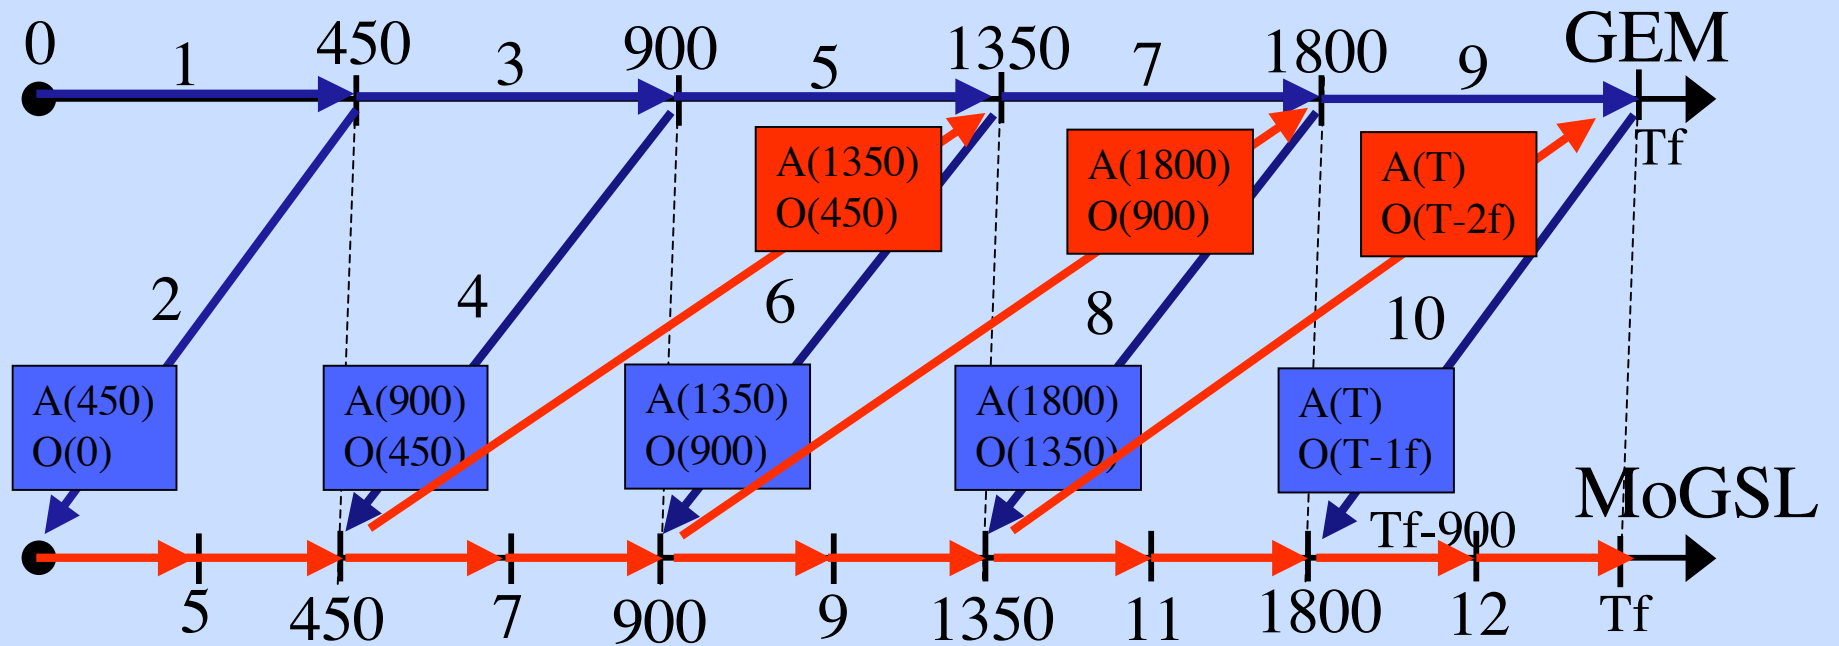 0 1 450 3 900 5 1350 7 1800 9 GEM
Tf
A(1350)
O(450)
A(1800)
O(900)
A(T)
O(T-2f)
2 4 6 8 10
A(450)
O(0)
A(900)
O(450)
A(1350)
O(900)
A(1800)
O(1350)
A(T)
O(T-1f)
MoGSL
Tf-900
5 450 7 900 9 1350 11 1800 12 Tf